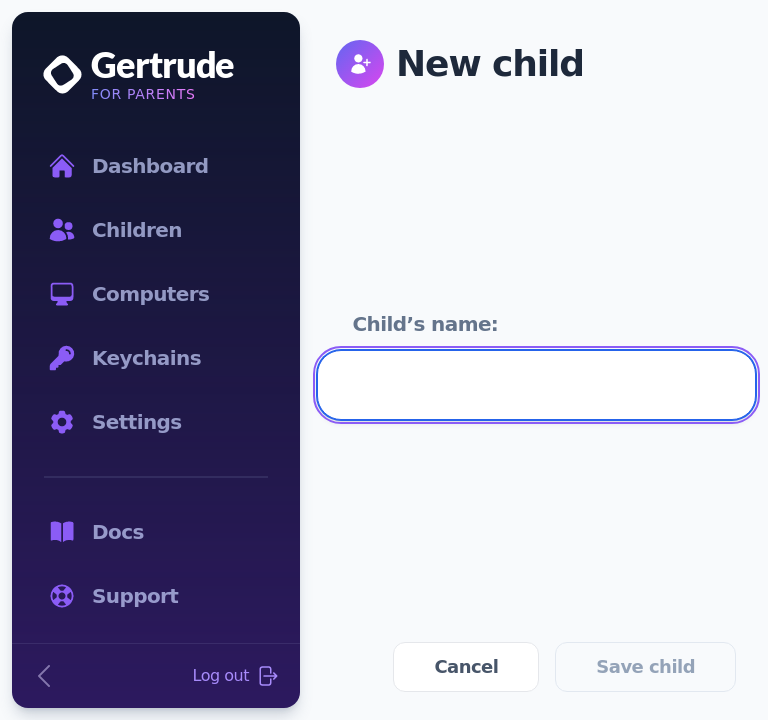 Gertrude
FOR PARENTS
Dashboard
Children
Computers
Keychains
Settings
Docs
Support
Log out
New child
Child’s name:
Cancel
Save child